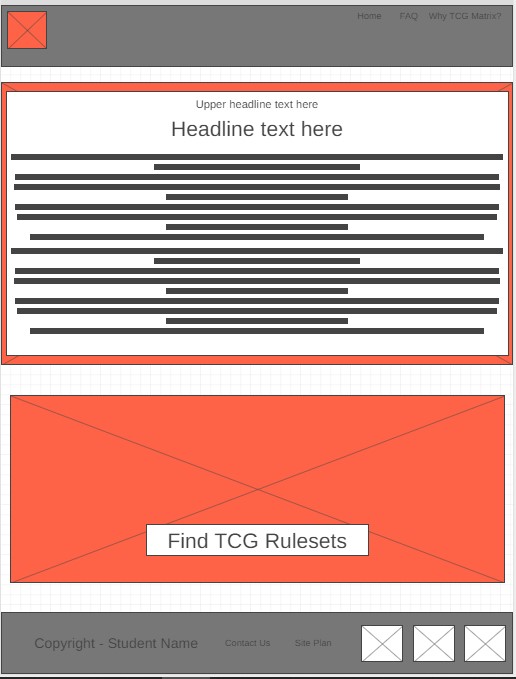 Home FAQ Why TCG Matrix?
Upper headline text here
Headline text here
Find TCG Rulesets
Copyright - Student Name Contact Us Site Plan